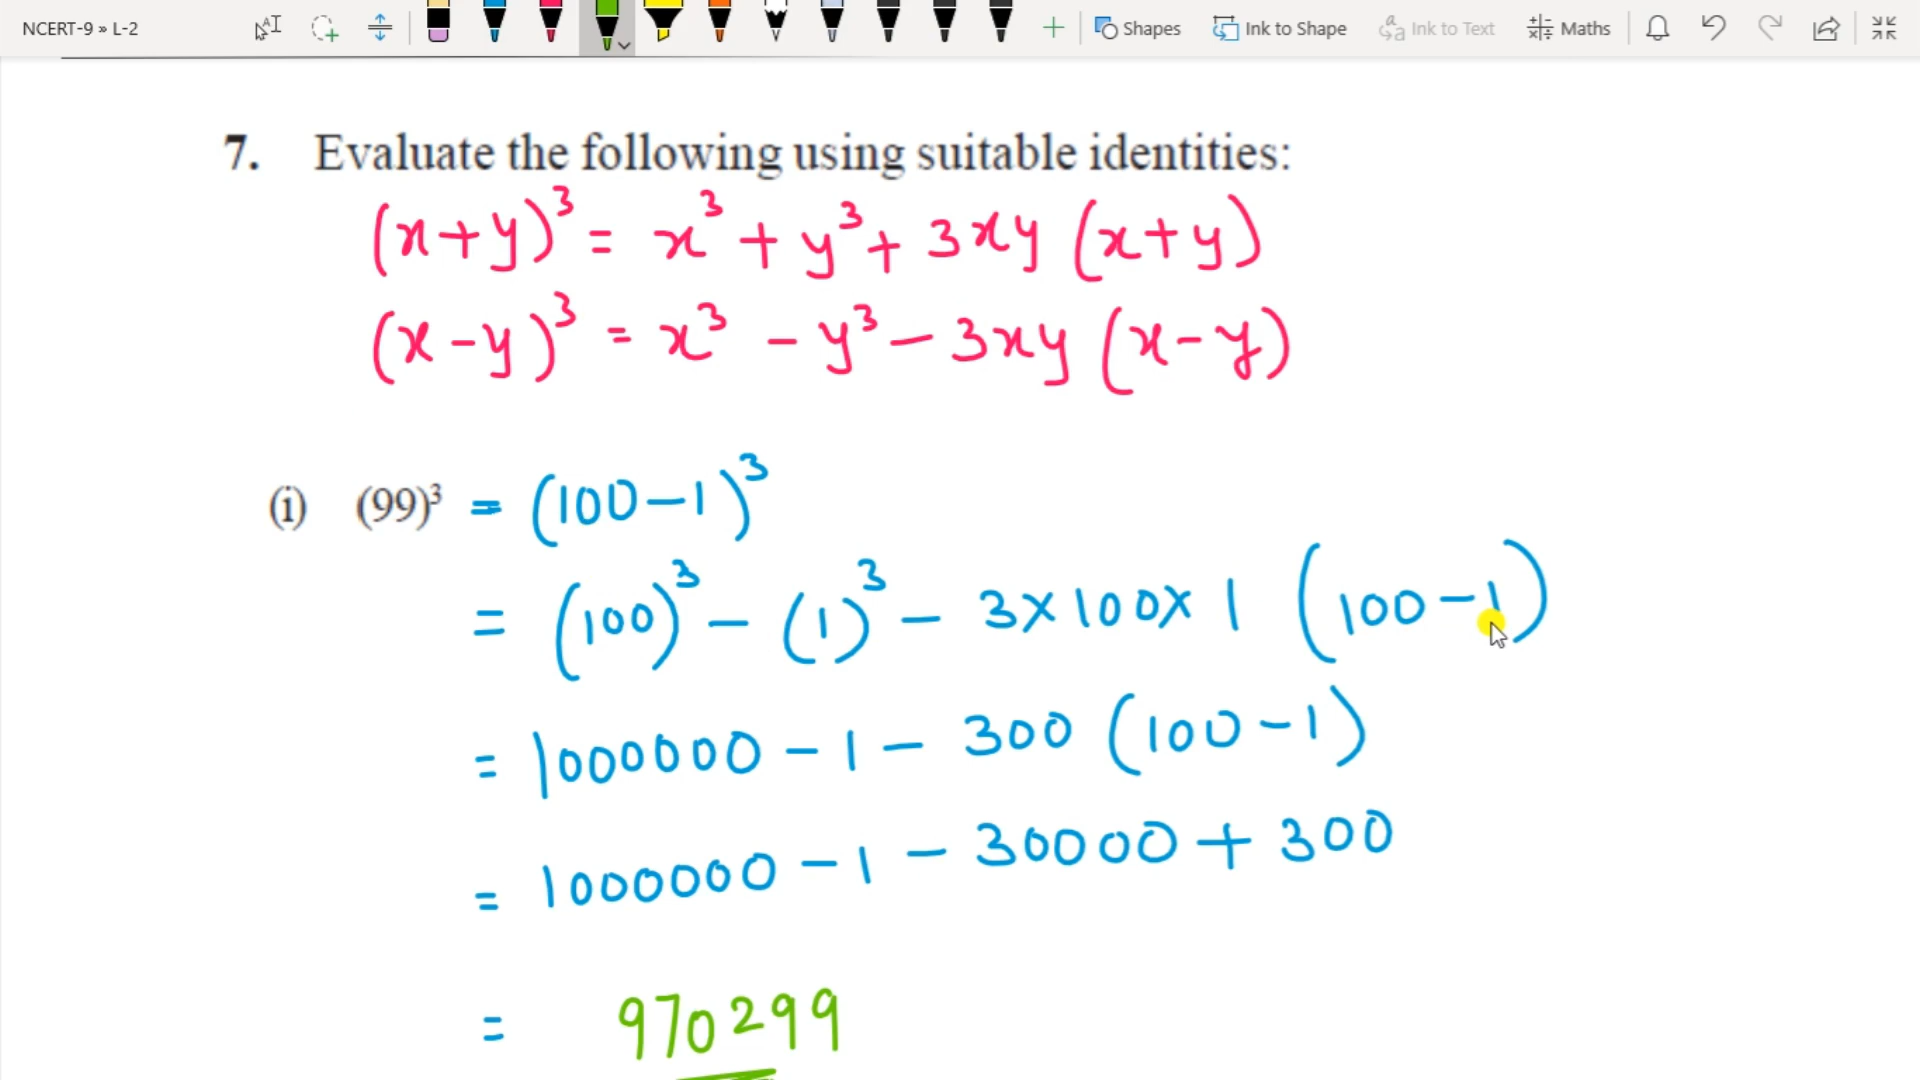 NCERT-9 » L-2 Shapes Ink to Shape Ink to Text Maths
7. Evaluate the following using suitable identities:
(x+y)³ = x³ + y³ + 3xy (x+y)
(x-y)³ = x³ - y³ - 3xy (x-y)
(i) (99)³ = (100-1)³
= (100)³ - (1)³ - 3×100×1 (100-1)
= 1000000 - 1 - 300 (100-1)
= 1000000 - 1 - 30000 + 300
= 970299